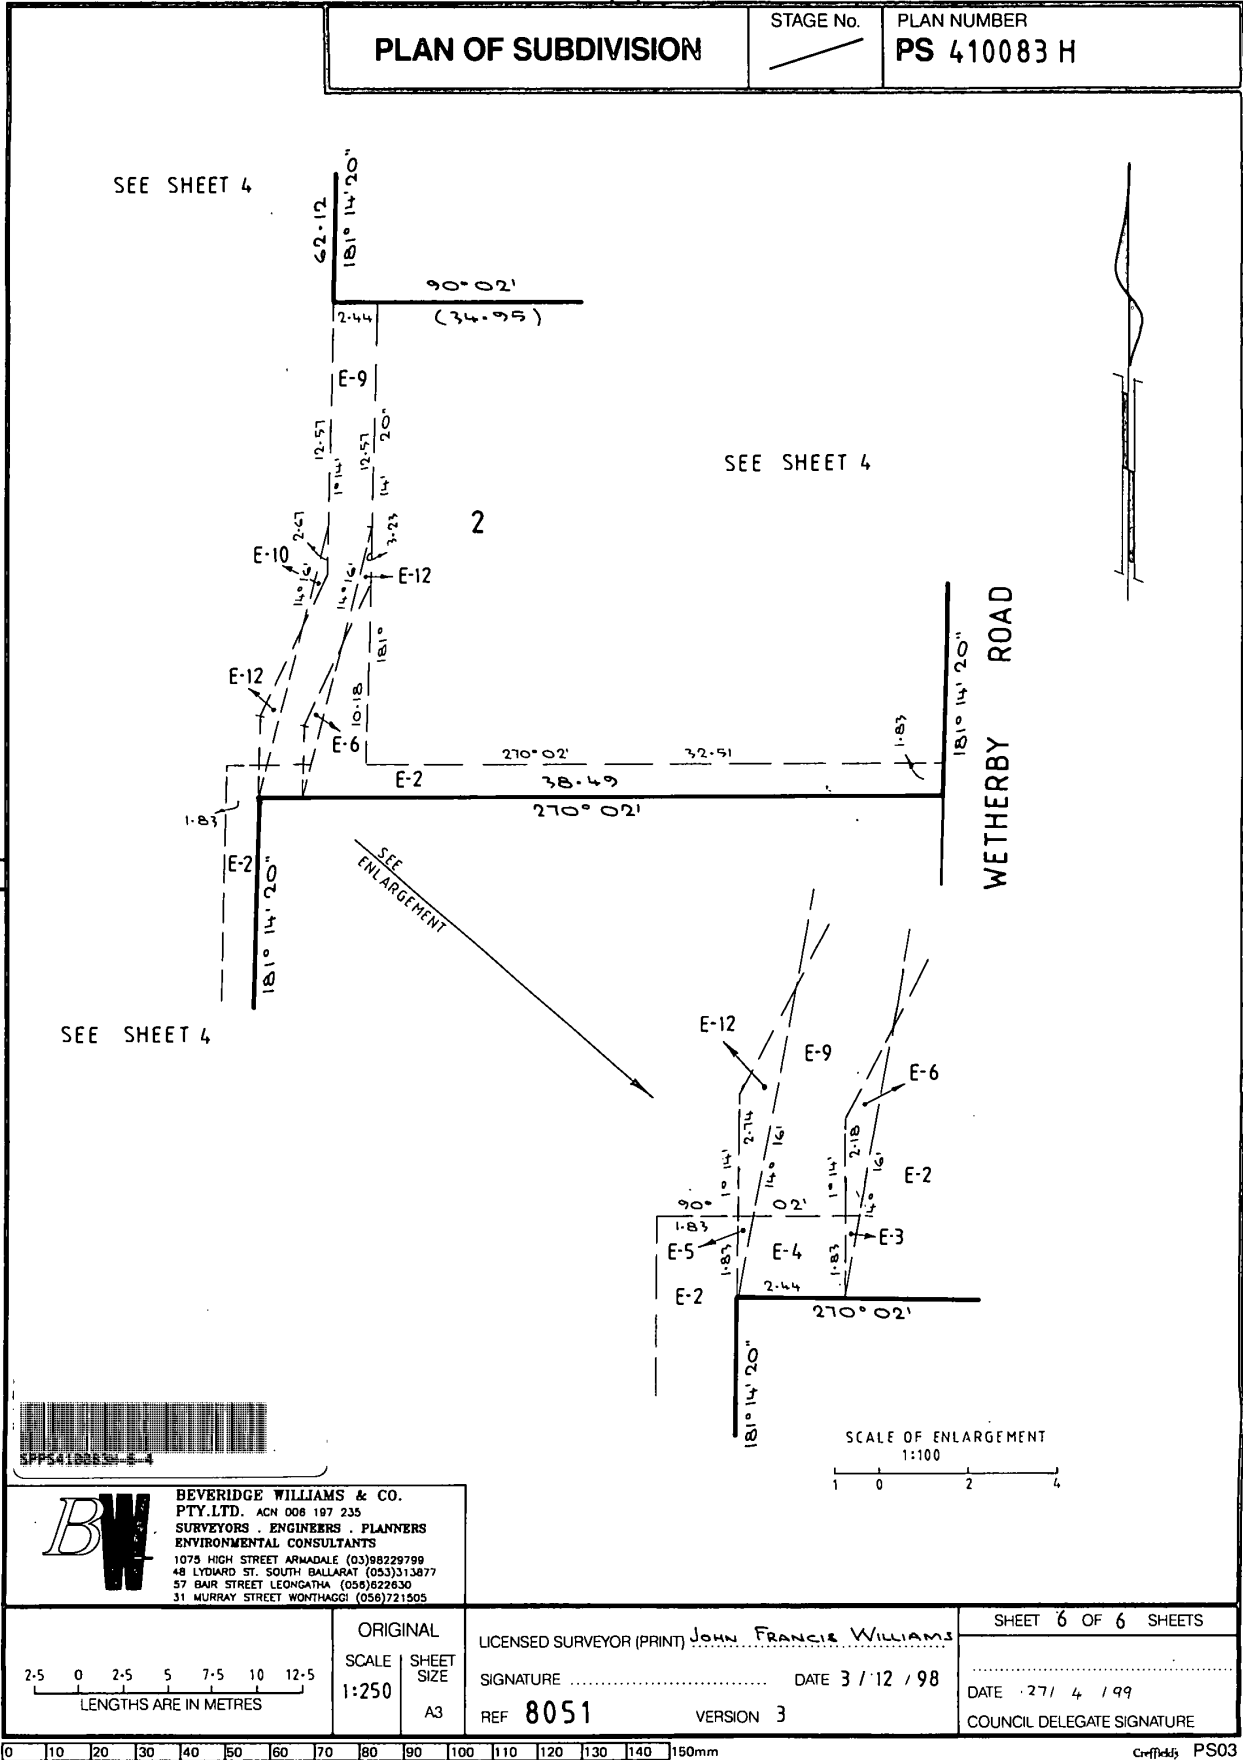 PLAN OF SUBDIVISION
STAGE No.
PLAN NUMBER
PS 410083 H
SEE SHEET 4
62·12
181° 14' 20"
90° 02'
(34·95)
2·44
E-9
12·57
1° 14'
12·57
14'
20"
SEE SHEET 4
2
2·67
3·23
E-10
14° 16'
14° 16'
E-12
181°
10·18
E-12
E-6
270° 02'
32·51
1·83
181° 14' 20"
WETHERBY ROAD
E-2
38·49
270° 02'
1·83
E-2
181° 14' 20"
SEE
ENLARGEMENT
SEE SHEET 4
E-12
E-9
E-6
2·74
1° 14'
14° 16'
2·18
1° 14'
14° 16'
E-2
90° 02'
1·83
E-5
1·83
E-4
1·83
E-3
E-2
2·44
270° 02'
181° 14' 20"
SCALE OF ENLARGEMENT
1:100
1 0 2 4
BW
BEVERIDGE WILLIAMS & CO.
PTY.LTD. ACN 006 197 235
SURVEYORS . ENGINEERS . PLANNERS
ENVIRONMENTAL CONSULTANTS
1075 HIGH STREET ARMADALE (03)98229799
48 LYDIARD ST. SOUTH BALLARAT (053)313877
57 BAIR STREET LEONGATHA (056)622630
31 MURRAY STREET WONTHAGGI (056)721505
2·5 0 2·5 5 7·5 10 12·5
LENGTHS ARE IN METRES
ORIGINAL
SCALE
1:250
SHEET
SIZE
A3
LICENSED SURVEYOR (PRINT) JOHN FRANCIS WILLIAMS
SIGNATURE .............................. DATE 3 / 12 / 98
REF 8051 VERSION 3
SHEET 6 OF 6 SHEETS
DATE 27/ 4 / 99
COUNCIL DELEGATE SIGNATURE
0 10 20 30 40 50 60 70 80 90 100 110 120 130 140 150mm
PS03